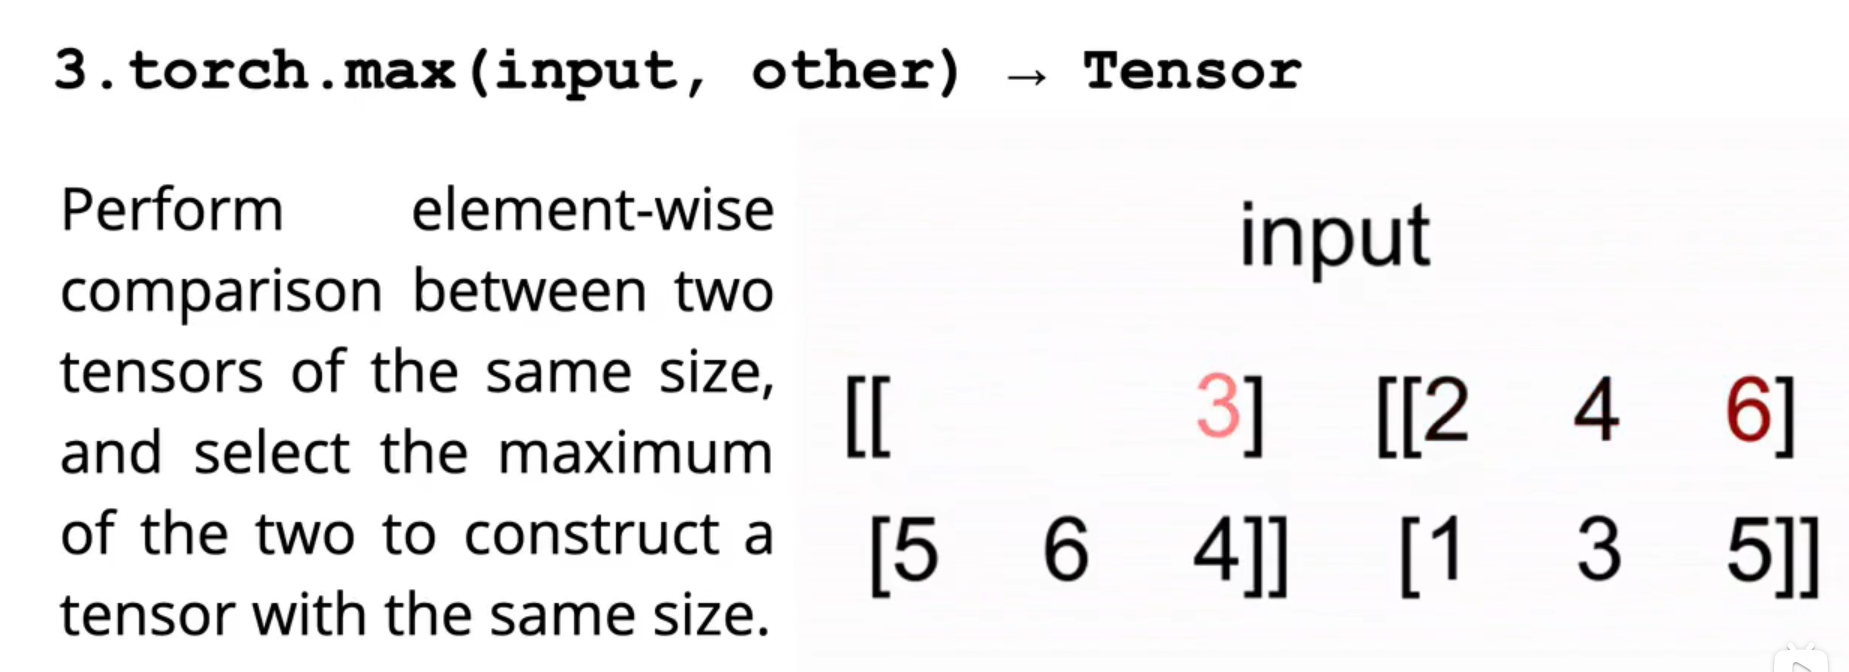 3.torch.max(input, other) → Tensor
Perform element-wise
comparison between two
tensors of the same size,
and select the maximum
of the two to construct a
tensor with the same size.
input
[[ 3] [[2 4 6]
[5 6 4]] [1 3 5]]